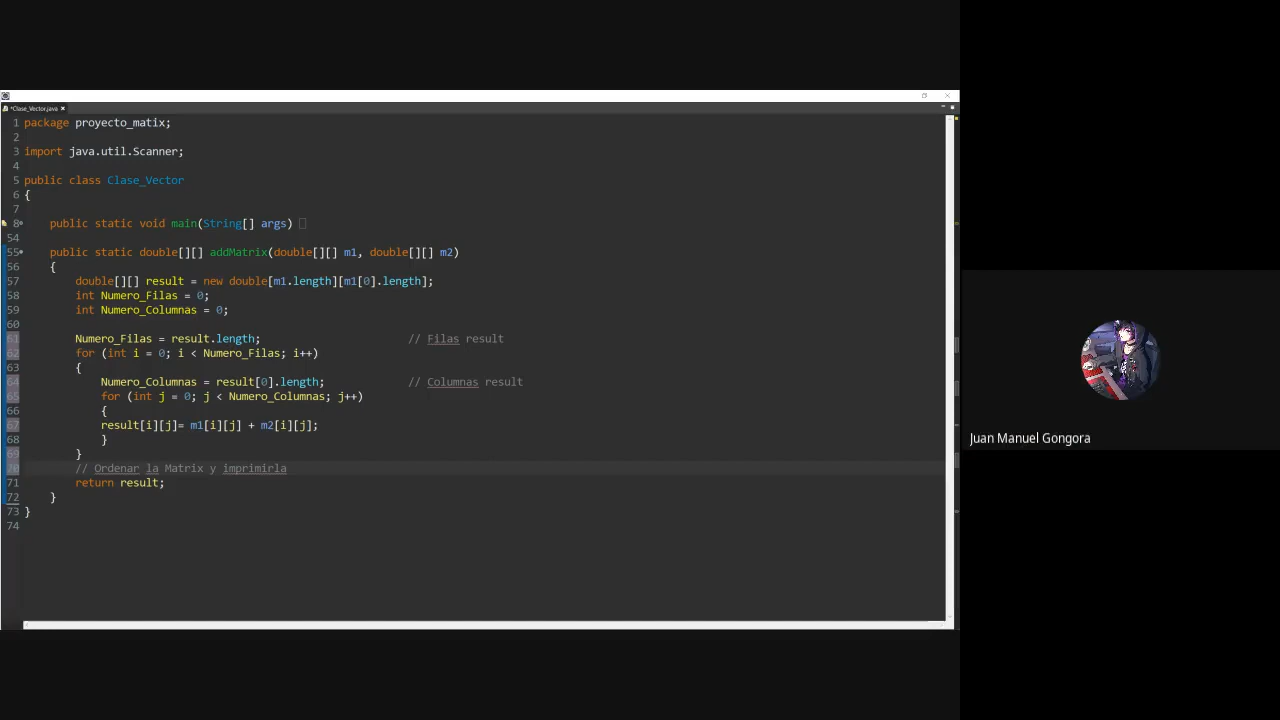 *Clase_Vector.java
1 package proyecto_matix;
2
3 import java.util.Scanner;
4
5 public class Clase_Vector
6 {
7
8 public static void main(String[] args)
54
55 public static double[][] addMatrix(double[][] m1, double[][] m2)
56 {
57 double[][] result = new double[m1.length][m1[0].length];
58 int Numero_Filas = 0;
59 int Numero_Columnas = 0;
60
61 Numero_Filas = result.length; // Filas result
62 for (int i = 0; i < Numero_Filas; i++)
63 {
64 Numero_Columnas = result[0].length; // Columnas result
65 for (int j = 0; j < Numero_Columnas; j++)
66 {
67 result[i][j]= m1[i][j] + m2[i][j];
68 }
69 }
70 // Ordenar la Matrix y imprimirla
71 return result;
72 }
73 }
74
Juan Manuel Gongora